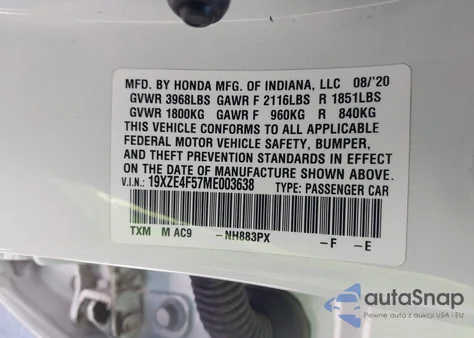 MFD. BY HONDA MFG. OF INDIANA, LLC 08/'20
GVWR 3968LBS GAWR F 2116LBS R 1851LBS
GVWR 1800KG GAWR F 960KG R 840KG
THIS VEHICLE CONFORMS TO ALL APPLICABLE
FEDERAL MOTOR VEHICLE SAFETY, BUMPER,
AND THEFT PREVENTION STANDARDS IN EFFECT
ON THE DATE OF MANUFACTURE SHOWN ABOVE.
V.I.N.: 19XZE4F57ME003638 TYPE: PASSENGER CAR
TXM M AC9 -NH883PX -F -E
autoSnap
Pewne auta z aukcji USA i EU